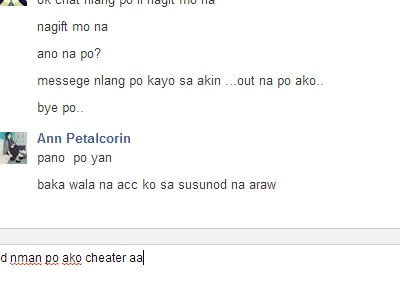 ok chat nlang po ii nagit mo na
nagift mo na
ano na po?
messege nlang po kayo sa akin ...out na po ako..
bye po..
Ann Petalcorin
pano po yan
baka wala na acc ko sa susunod na araw
d nman po ako cheater aa